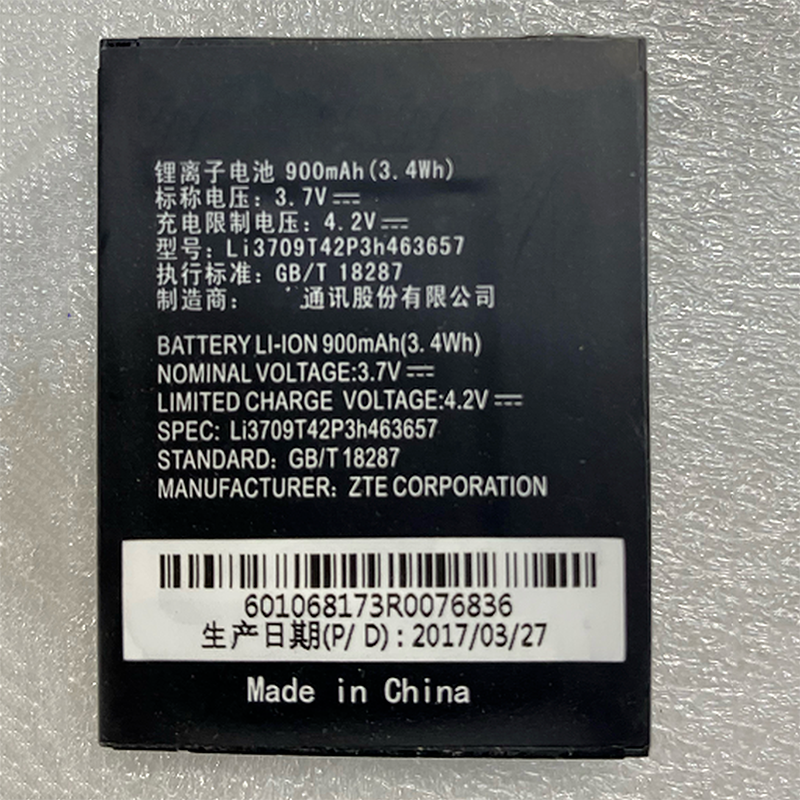 锂离子电池 900mAh(3.4Wh)
标称电压: 3.7V⎓
充电限制电压: 4.2V⎓
型号: Li3709T42P3h463657
执行标准: GB/T 18287
制造商: 通讯股份有限公司
BATTERY LI-ION 900mAh(3.4Wh)
NOMINAL VOLTAGE:3.7V⎓
LIMITED CHARGE VOLTAGE:4.2V⎓
SPEC: Li3709T42P3h463657
STANDARD: GB/T 18287
MANUFACTURER: ZTE CORPORATION
601068173R0076836
生产日期(P/ D) : 2017/03/27
Made in China